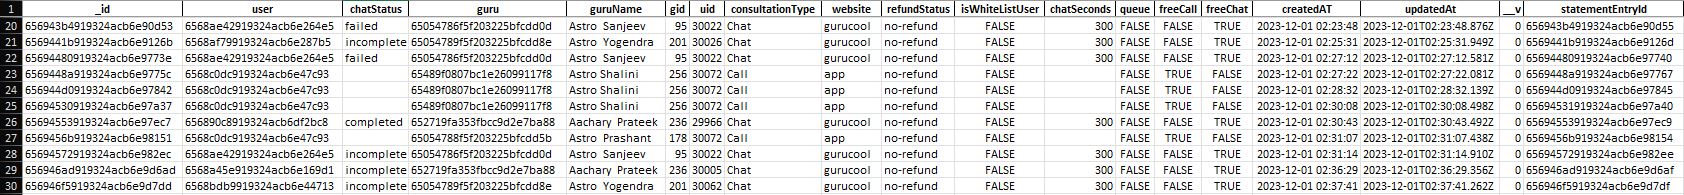 1 _id user chatStatus guru guruName gid uid consultationType website refundStatus isWhiteListUser chatSeconds queue freeCall freeChat createdAT updatedAt __v statementEntryId
20 656943b4919324acb6e90d53 6568ae42919324acb6e264e5 failed 65054786f5f203225bfcdd0d Astro Sanjeev 95 30022 Chat gurucool no-refund FALSE 300 FALSE FALSE TRUE 2023-12-01 02:23:48 2023-12-01T02:23:48.876Z 0 656943b4919324acb6e90d55
21 6569441b919324acb6e9126b 6568af79919324acb6e287b5 incomplete 65054789f5f203225bfcdd8e Astro Yogendra 201 30026 Chat gurucool no-refund FALSE 300 FALSE FALSE TRUE 2023-12-01 02:25:31 2023-12-01T02:25:31.949Z 0 6569441b919324acb6e9126d
22 65694480919324acb6e9773e 6568ae42919324acb6e264e5 failed 65054786f5f203225bfcdd0d Astro Sanjeev 95 30022 Chat gurucool no-refund FALSE 300 FALSE FALSE TRUE 2023-12-01 02:27:12 2023-12-01T02:27:12.581Z 0 65694480919324acb6e97740
23 6569448a919324acb6e9775c 6568c0dc919324acb6e47c93 65489f0807bc1e26099117f8 Astro Shalini 256 30072 Call app no-refund FALSE FALSE TRUE FALSE 2023-12-01 02:27:22 2023-12-01T02:27:22.081Z 0 6569448a919324acb6e97767
24 656944d0919324acb6e97842 6568c0dc919324acb6e47c93 65489f0807bc1e26099117f8 Astro Shalini 256 30072 Call app no-refund FALSE FALSE TRUE FALSE 2023-12-01 02:28:32 2023-12-01T02:28:32.139Z 0 656944d0919324acb6e97845
25 65694530919324acb6e97a37 6568c0dc919324acb6e47c93 65489f0807bc1e26099117f8 Astro Shalini 256 30072 Call app no-refund FALSE FALSE TRUE FALSE 2023-12-01 02:30:08 2023-12-01T02:30:08.498Z 0 65694531919324acb6e97a40
26 65694553919324acb6e97ec7 656890c8919324acb6df2bc8 completed 652719fa353fbcc9d2e7ba88 Aachary Prateek 236 29966 Chat gurucool no-refund FALSE 300 FALSE FALSE TRUE 2023-12-01 02:30:43 2023-12-01T02:30:43.492Z 0 65694553919324acb6e97ec9
27 6569456b919324acb6e98151 6568c0dc919324acb6e47c93 65054788f5f203225bfcdd5b Astro Prashant 178 30072 Call app no-refund FALSE FALSE TRUE FALSE 2023-12-01 02:31:07 2023-12-01T02:31:07.438Z 0 6569456b919324acb6e98154
28 65694572919324acb6e982ec 6568ae42919324acb6e264e5 incomplete 65054786f5f203225bfcdd0d Astro Sanjeev 95 30022 Chat gurucool no-refund FALSE 300 FALSE FALSE TRUE 2023-12-01 02:31:14 2023-12-01T02:31:14.910Z 0 65694572919324acb6e982ee
29 656946ad919324acb6e9d6ad 6568a45e919324acb6e169d1 incomplete 652719fa353fbcc9d2e7ba88 Aachary Prateek 236 30005 Chat gurucool no-refund FALSE 300 FALSE FALSE TRUE 2023-12-01 02:36:29 2023-12-01T02:36:29.356Z 0 656946ad919324acb6e9d6af
30 656946f5919324acb6e9d7dd 6568bdb9919324acb6e44713 incomplete 65054789f5f203225bfcdd8e Astro Yogendra 201 30062 Chat gurucool no-refund FALSE 300 FALSE FALSE TRUE 2023-12-01 02:37:41 2023-12-01T02:37:41.262Z 0 656946f5919324acb6e9d7df